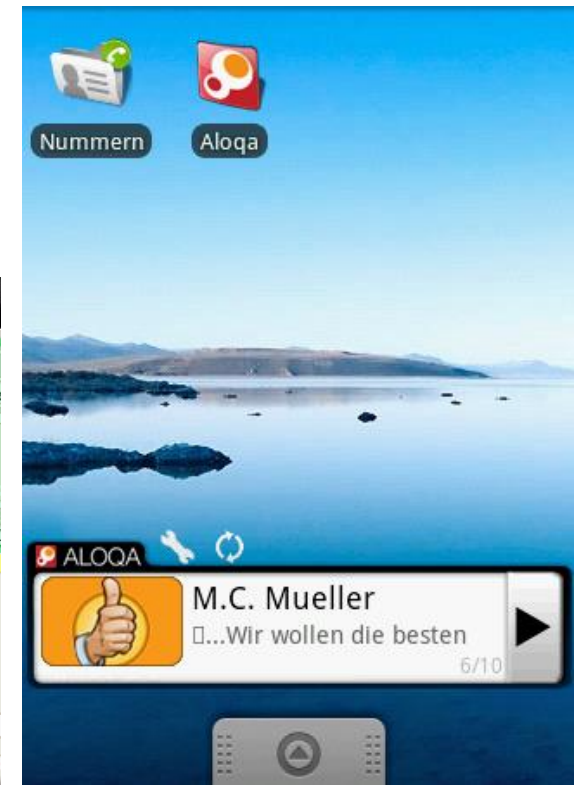 Nummern
Aloqa
ALOQA
M.C. Mueller
▯...Wir wollen die besten
6/10